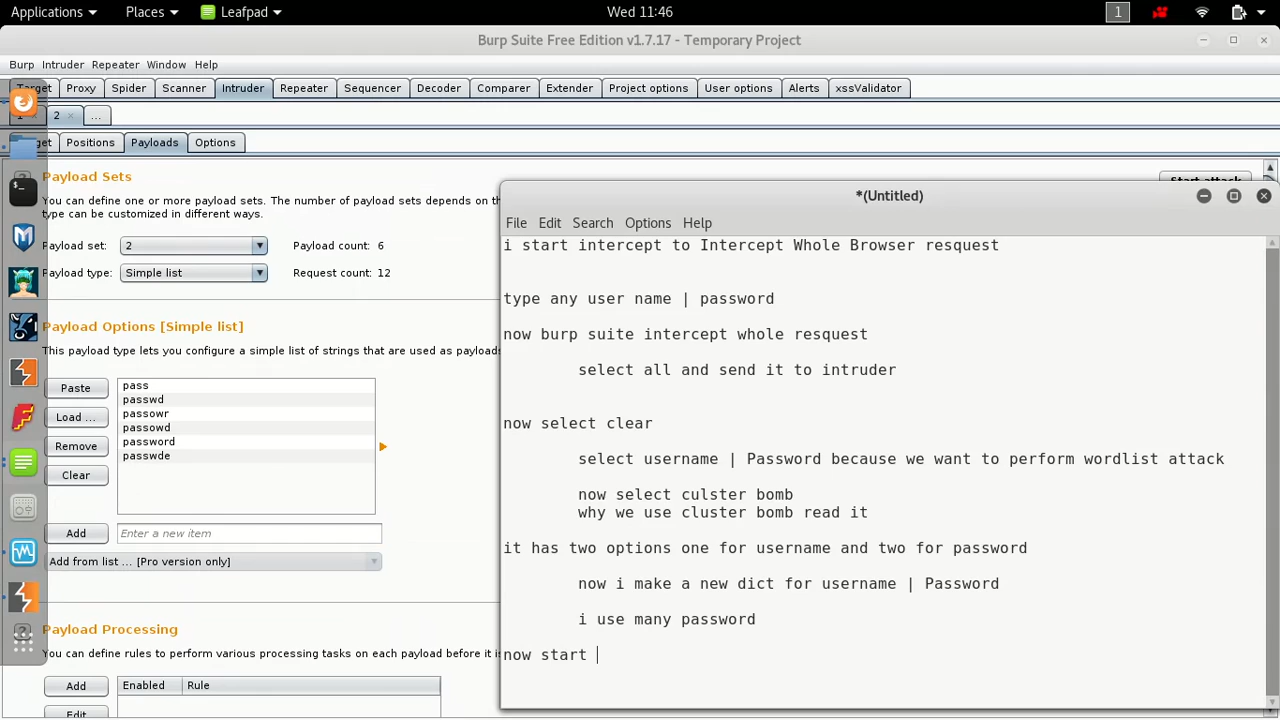 Applications Places Leafpad Wed 11:46 1
Burp Suite Free Edition v1.7.17 - Temporary Project
Burp Intruder Repeater Window Help
Target Proxy Spider Scanner Intruder Repeater Sequencer Decoder Comparer Extender Project options User options Alerts xssValidator
1 2 × ...
get Positions Payloads Options
Payload Sets
Start attack
You can define one or more payload sets. The number of payload sets depends on the
type can be customized in different ways.
Payload set: 2 Payload count: 6
Payload type: Simple list Request count: 12
Payload Options [Simple list]
This payload type lets you configure a simple list of strings that are used as payloads
Paste
Load ...
Remove
Clear
pass
passwd
passowr
passowd
password
passwde
Add Enter a new item
Add from list ... [Pro version only]
Payload Processing
You can define rules to perform various processing tasks on each payload before it is
Add Enabled Rule
Edit
*(Untitled)
File Edit Search Options Help
i start intercept to Intercept Whole Browser resquest
type any user name | password
now burp suite intercept whole resquest
select all and send it to intruder
now select clear
select username | Password because we want to perform wordlist attack
now select culster bomb
why we use cluster bomb read it
it has two options one for username and two for password
now i make a new dict for username | Password
i use many password
now start